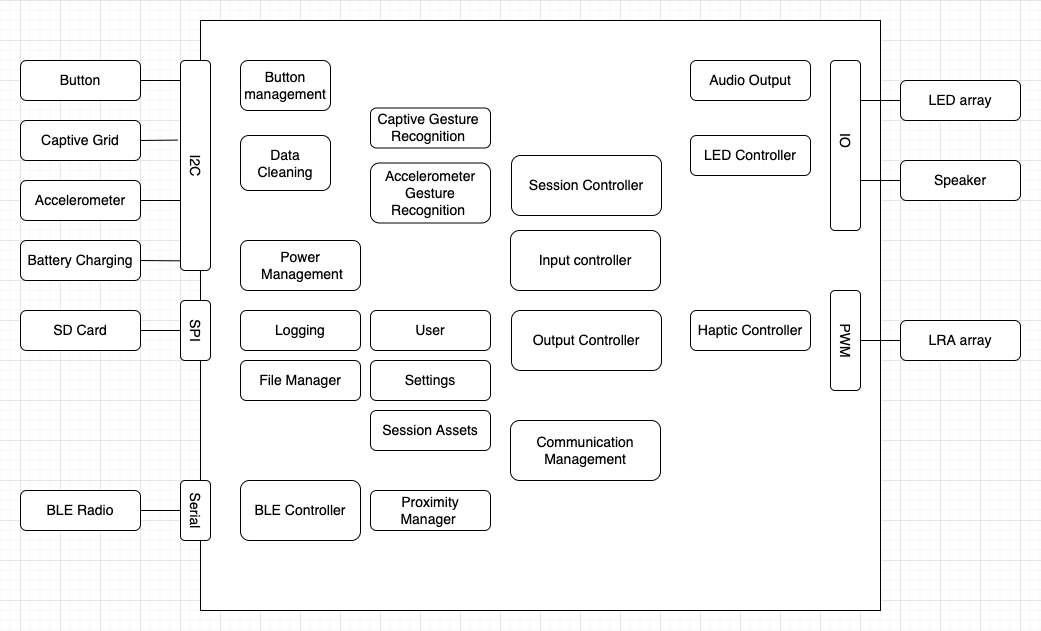 Button
Captive Grid
Accelerometer
Battery Charging
SD Card
BLE Radio
I2C
SPI
Serial
Button
management
Data
Cleaning
Power
Management
Logging
File Manager
BLE Controller
Captive Gesture
Recognition
Accelerometer
Gesture
Recognition
User
Settings
Session Assets
Proximity
Manager
Session Controller
Input controller
Output Controller
Communication
Management
Audio Output
LED Controller
Haptic Controller
IO
PWM
LED array
Speaker
LRA array